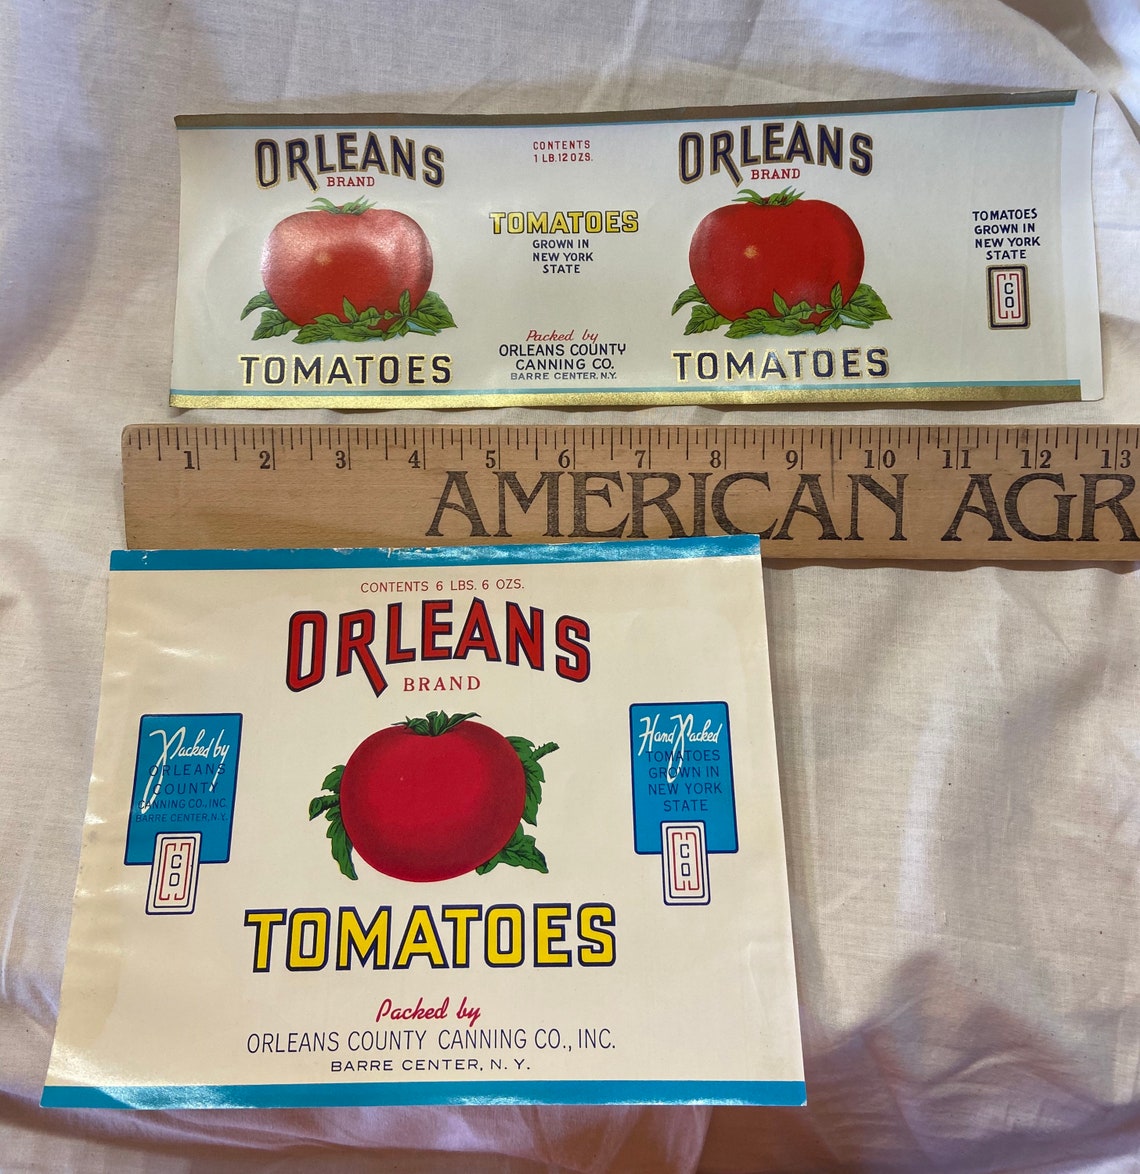 ORLEANS
BRAND
TOMATOES
CONTENTS
1 LB. 12 OZS.
TOMATOES
GROWN IN
NEW YORK
STATE
Packed by
ORLEANS COUNTY
CANNING CO.
BARRE CENTER, N.Y.
ORLEANS
BRAND
TOMATOES
TOMATOES
GROWN IN
NEW YORK
STATE
CO
1 2 3 4 5 6 7 8 9 10 11 12 13
AMERICAN AGR
CONTENTS 6 LBS. 6 OZS.
ORLEANS
BRAND
Packed by
ORLEANS
COUNTY
CANNING CO., INC.
BARRE CENTER, N.Y.
CO
Hand Packed
TOMATOES
GROWN IN
NEW YORK
STATE
CO
TOMATOES
Packed by
ORLEANS COUNTY CANNING CO., INC.
BARRE CENTER, N. Y.